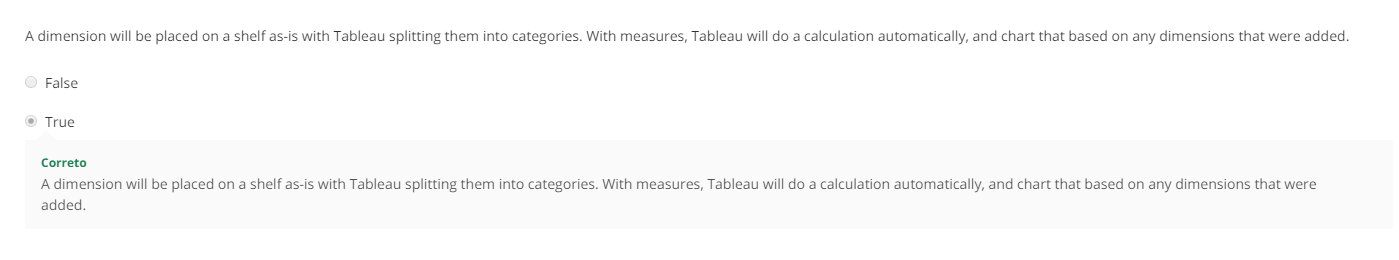 A dimension will be placed on a shelf as-is with Tableau splitting them into categories. With measures, Tableau will do a calculation automatically, and chart that based on any dimensions that were added.
False
True
Correto
A dimension will be placed on a shelf as-is with Tableau splitting them into categories. With measures, Tableau will do a calculation automatically, and chart that based on any dimensions that were
added.